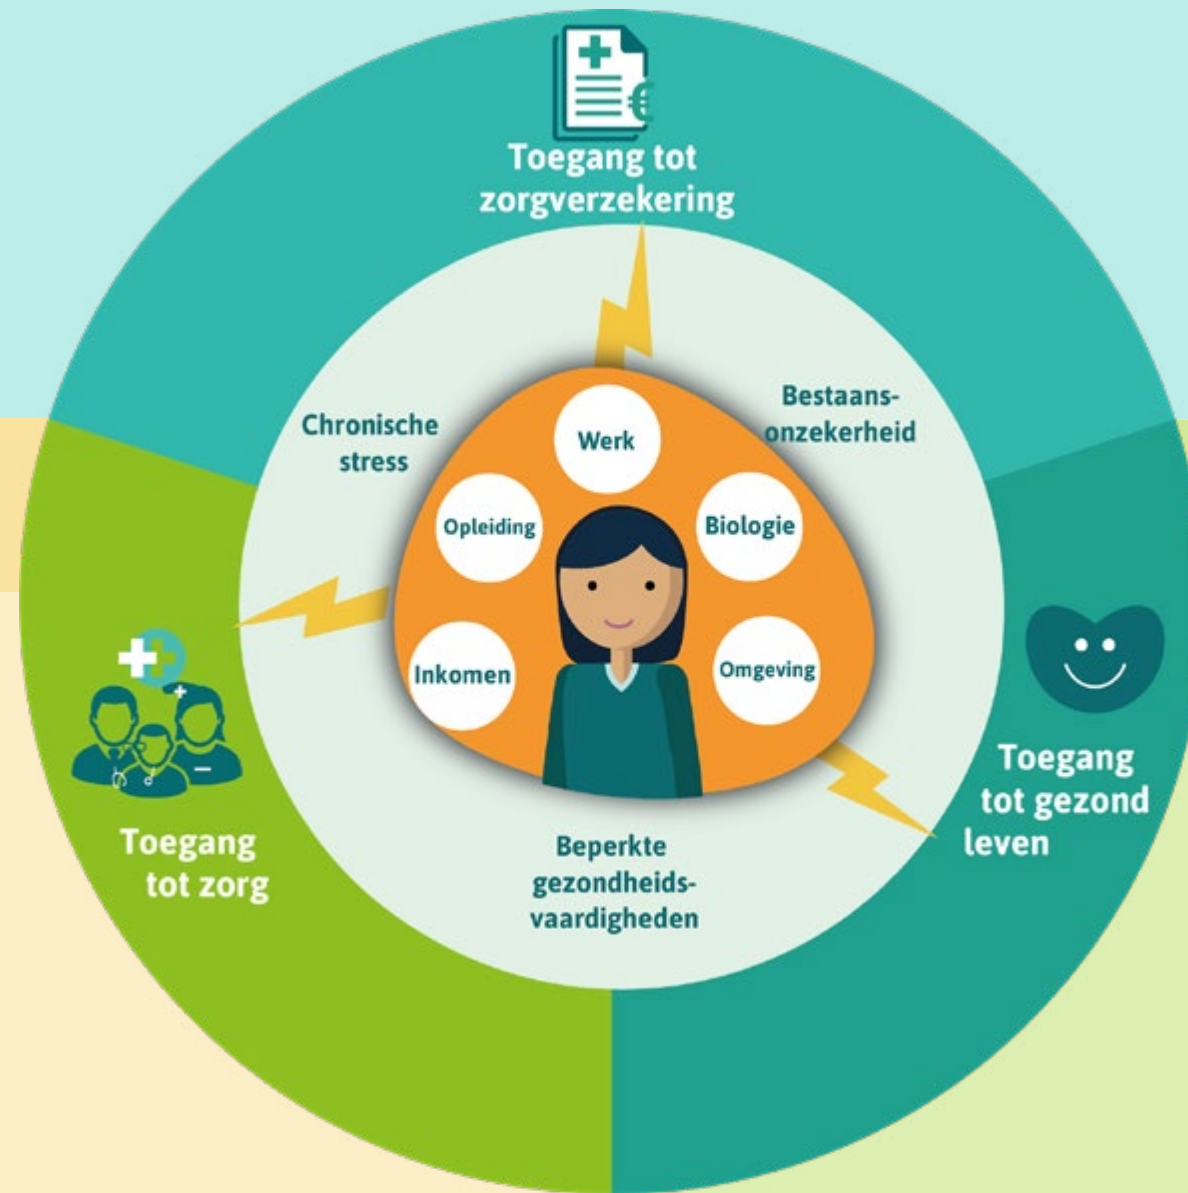 Toegang tot
zorgverzekering
Chronische
stress
Bestaans-
onzekerheid
Werk
Opleiding
Biologie
Inkomen
Omgeving
Toegang
tot zorg
Toegang
tot gezond
leven
Beperkte
gezondheids-
vaardigheden